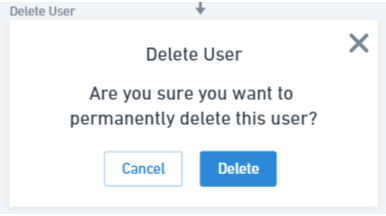 Delete User
Delete User
Are you sure you want to
permanently delete this user?
Cancel Delete